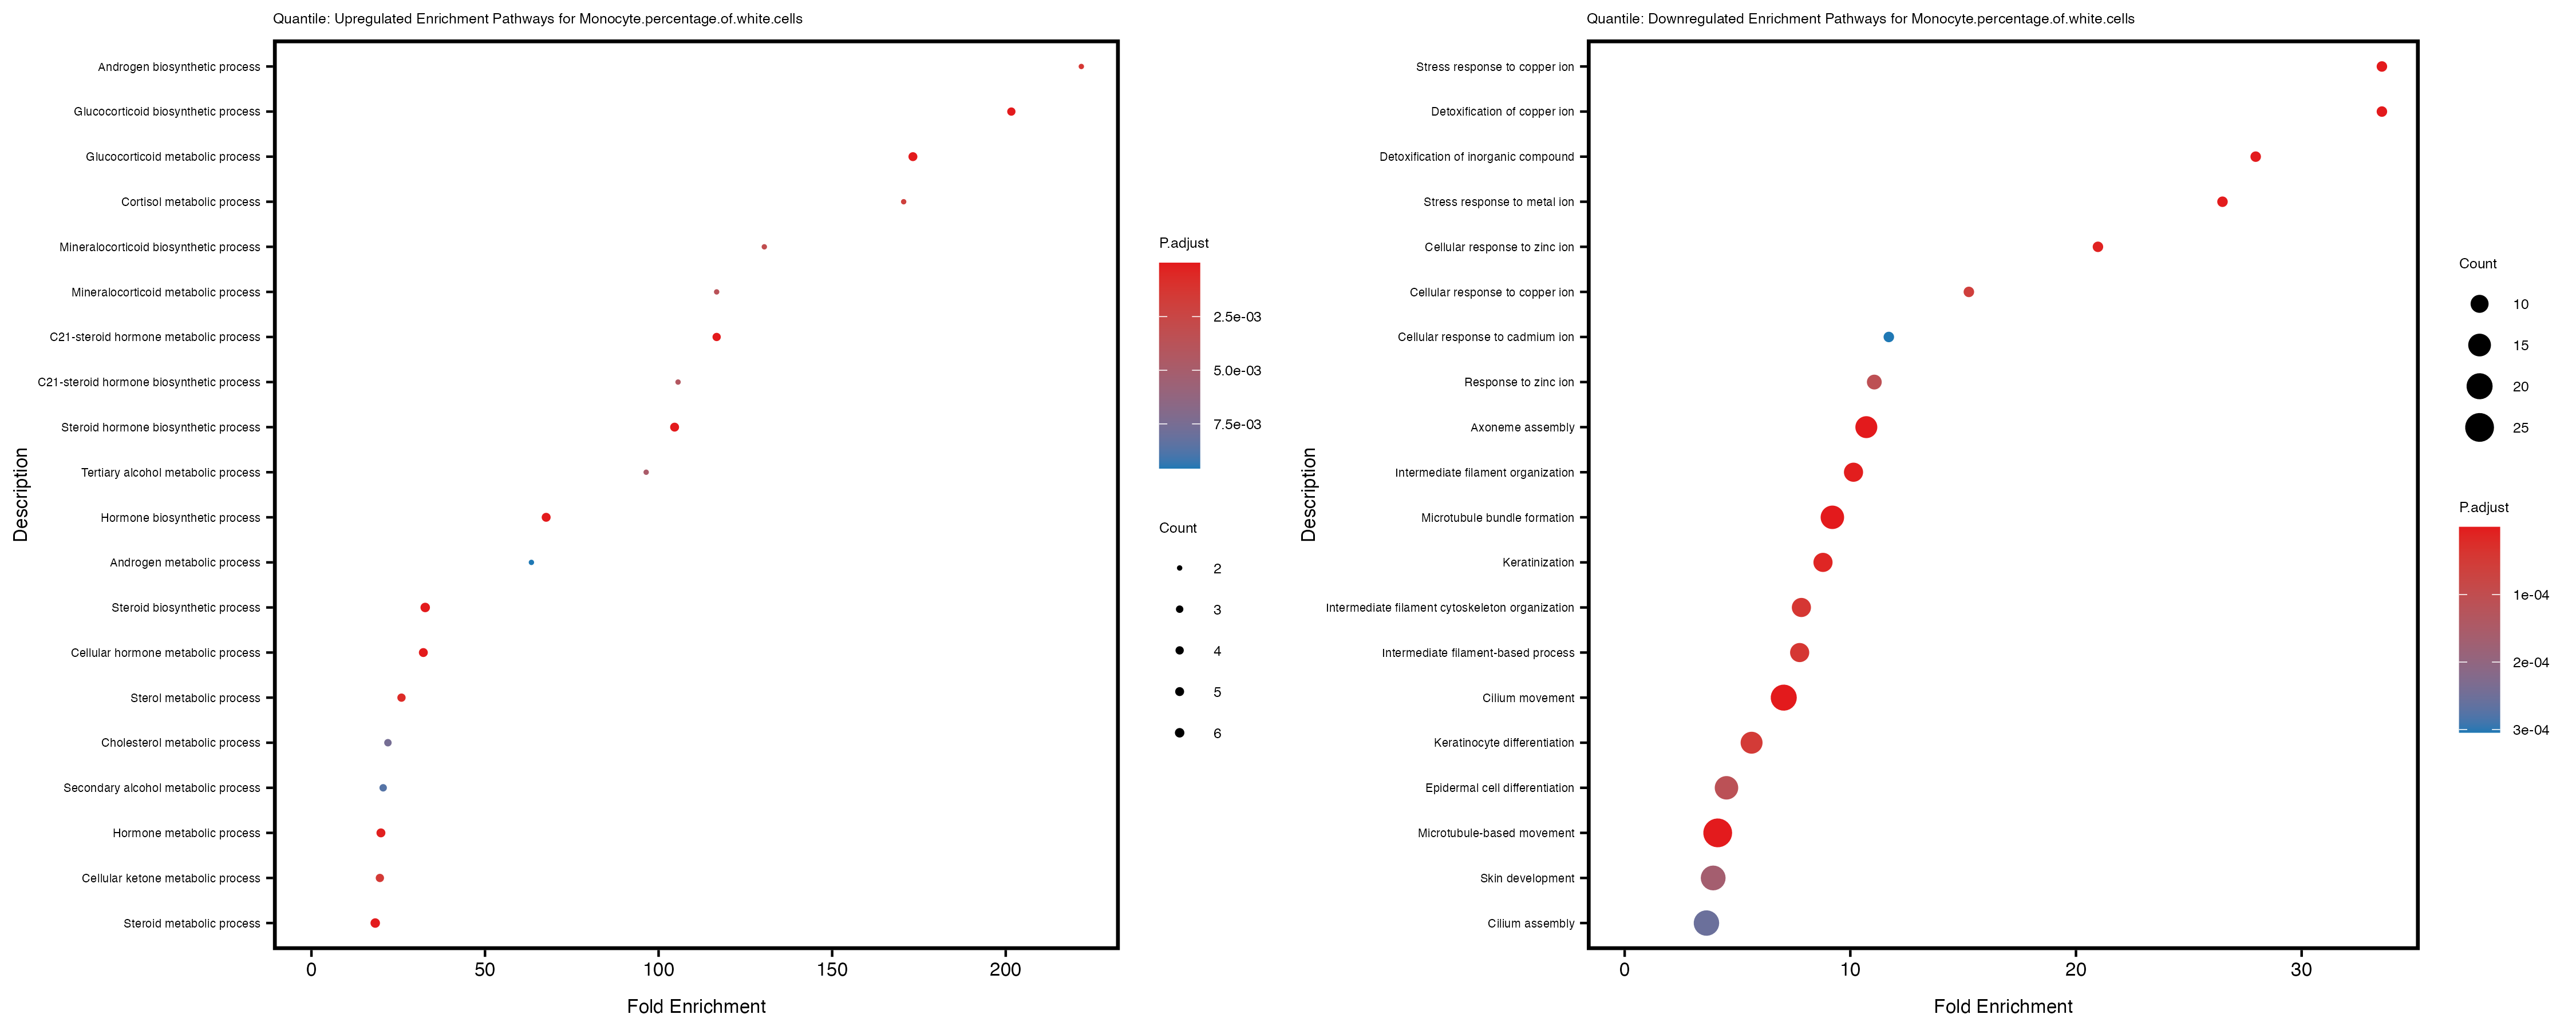 Quantile: Upregulated Enrichment Pathways for Monocyte.percentage.of.white.cells
Androgen biosynthetic process
Glucocorticoid biosynthetic process
Glucocorticoid metabolic process
Cortisol metabolic process
Mineralocorticoid biosynthetic process
Mineralocorticoid metabolic process
C21-steroid hormone metabolic process
C21-steroid hormone biosynthetic process
Steroid hormone biosynthetic process
Tertiary alcohol metabolic process
Hormone biosynthetic process
Androgen metabolic process
Steroid biosynthetic process
Cellular hormone metabolic process
Sterol metabolic process
Cholesterol metabolic process
Secondary alcohol metabolic process
Hormone metabolic process
Cellular ketone metabolic process
Steroid metabolic process
Description
0 50 100 150 200
Fold Enrichment
P.adjust
2.5e-03
5.0e-03
7.5e-03
Count
2
3
4
5
6
Quantile: Downregulated Enrichment Pathways for Monocyte.percentage.of.white.cells
Stress response to copper ion
Detoxification of copper ion
Detoxification of inorganic compound
Stress response to metal ion
Cellular response to zinc ion
Cellular response to copper ion
Cellular response to cadmium ion
Response to zinc ion
Axoneme assembly
Intermediate filament organization
Microtubule bundle formation
Keratinization
Intermediate filament cytoskeleton organization
Intermediate filament-based process
Cilium movement
Keratinocyte differentiation
Epidermal cell differentiation
Microtubule-based movement
Skin development
Cilium assembly
Description
0 10 20 30
Fold Enrichment
Count
10
15
20
25
P.adjust
1e-04
2e-04
3e-04